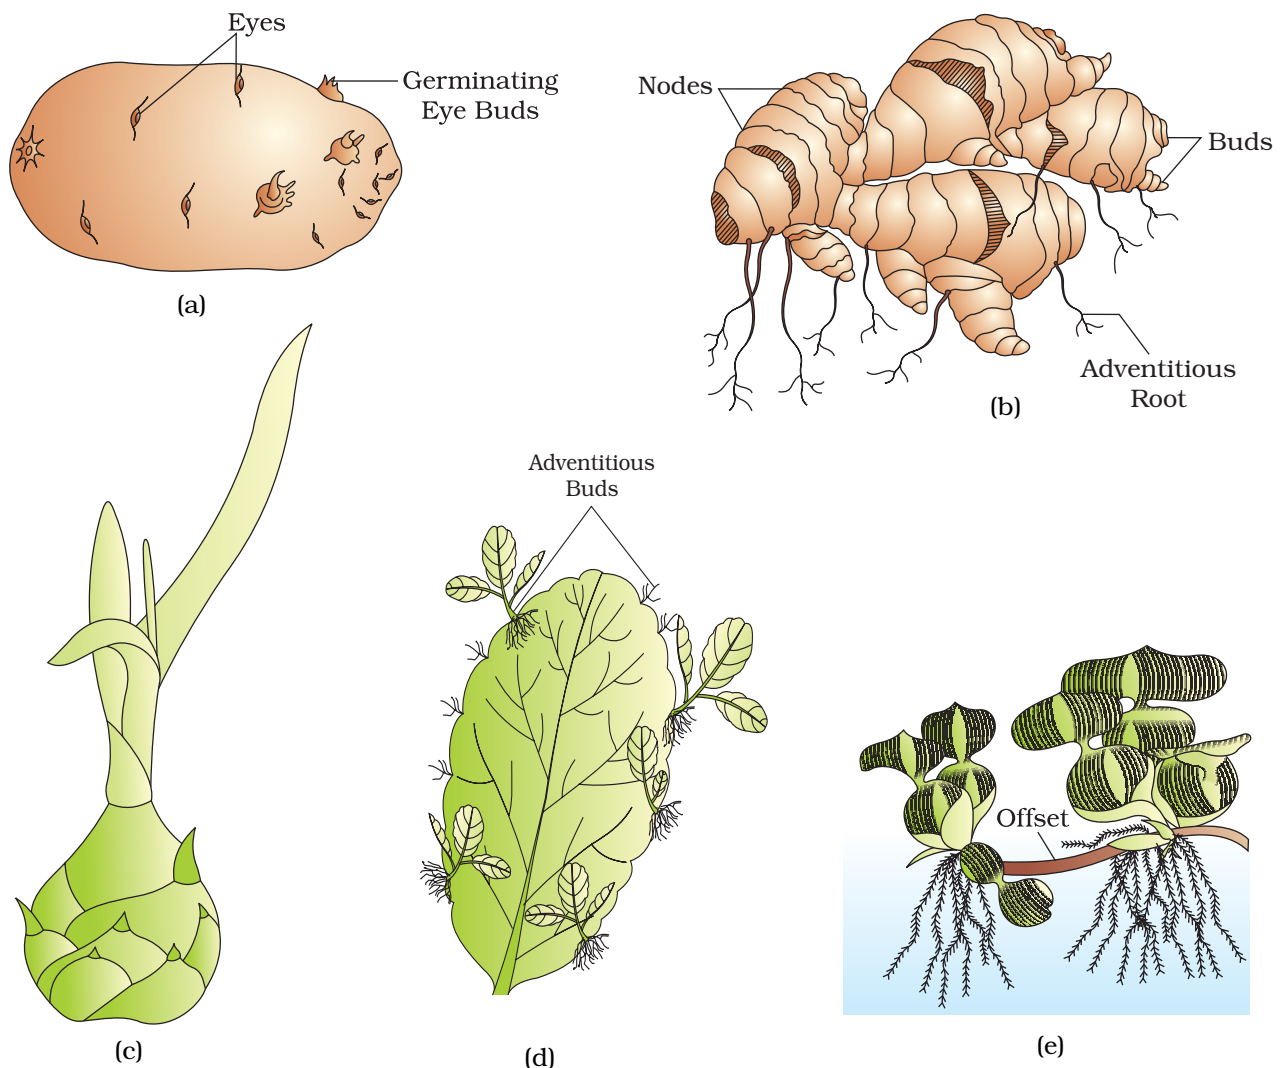 Eyes
Germinating
Eye Buds
(a)
Nodes
Buds
Adventitious
Root
(b)
(c)
Adventitious
Buds
(d)
Offset
(e)